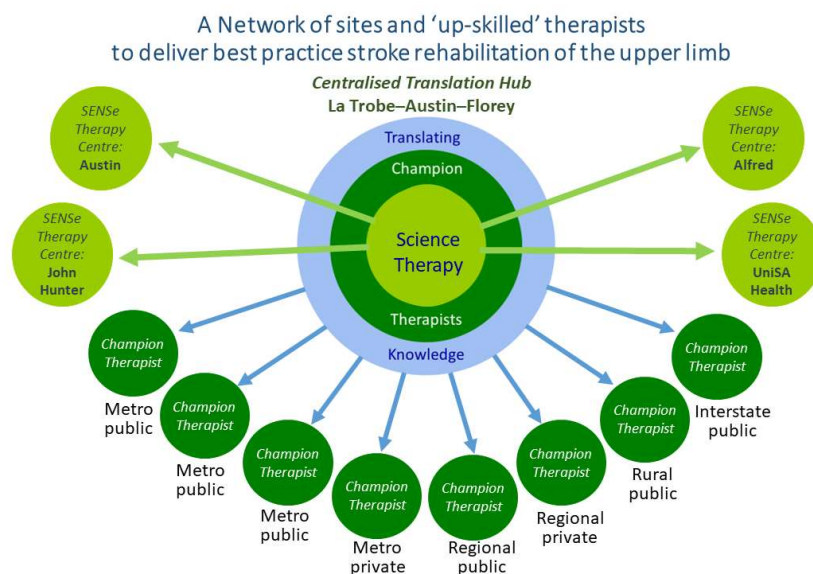 A Network of sites and ‘up-skilled’ therapists
to deliver best practice stroke rehabilitation of the upper limb
Centralised Translation Hub
La Trobe–Austin–Florey
SENSe
Therapy
Centre:
Austin
SENSe
Therapy
Centre:
Alfred
Translating
Champion
Science
Therapy
Therapists
Knowledge
SENSe
Therapy
Centre:
John
Hunter
SENSe
Therapy
Centre:
UniSA
Health
Champion
Therapist
Metro
public
Champion
Therapist
Metro
public
Champion
Therapist
Metro
public
Champion
Therapist
Metro
private
Champion
Therapist
Regional
public
Champion
Therapist
Regional
private
Champion
Therapist
Rural
public
Champion
Therapist
Interstate
public